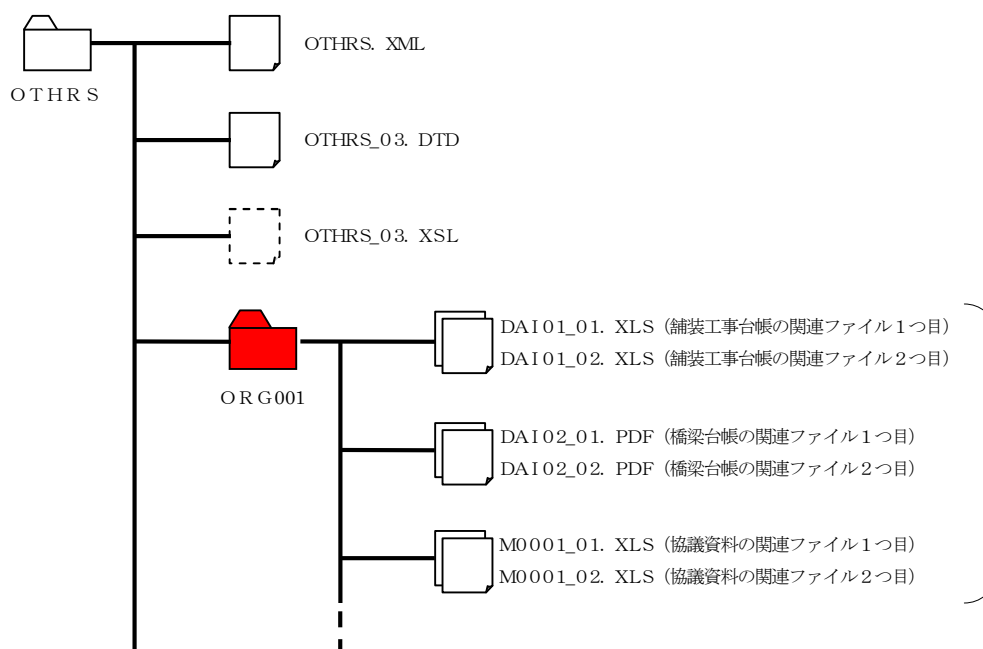 OTHRS. XML
OTHRS
OTHRS_03. DTD
OTHRS_03. XSL
DAI01_01. XLS (舗装工事台帳の関連ファイル1つ目)
DAI01_02. XLS (舗装工事台帳の関連ファイル2つ目)
ORG001
DAI02_01. PDF (橋梁台帳の関連ファイル1つ目)
DAI02_02. PDF (橋梁台帳の関連ファイル2つ目)
M0001_01. XLS (協議資料の関連ファイル1つ目)
M0001_02. XLS (協議資料の関連ファイル2つ目)